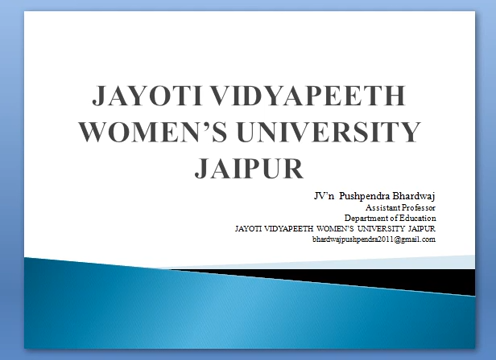 JAYOTI VIDYAPEETH
WOMEN’S UNIVERSITY
JAIPUR
JV’n Pushpendra Bhardwaj
Assistant Professor
Department of Education
JAYOTI VIDYAPEETH WOMEN’S UNIVERSITY JAIPUR
bhardwajpushpendra2011@gmail.com